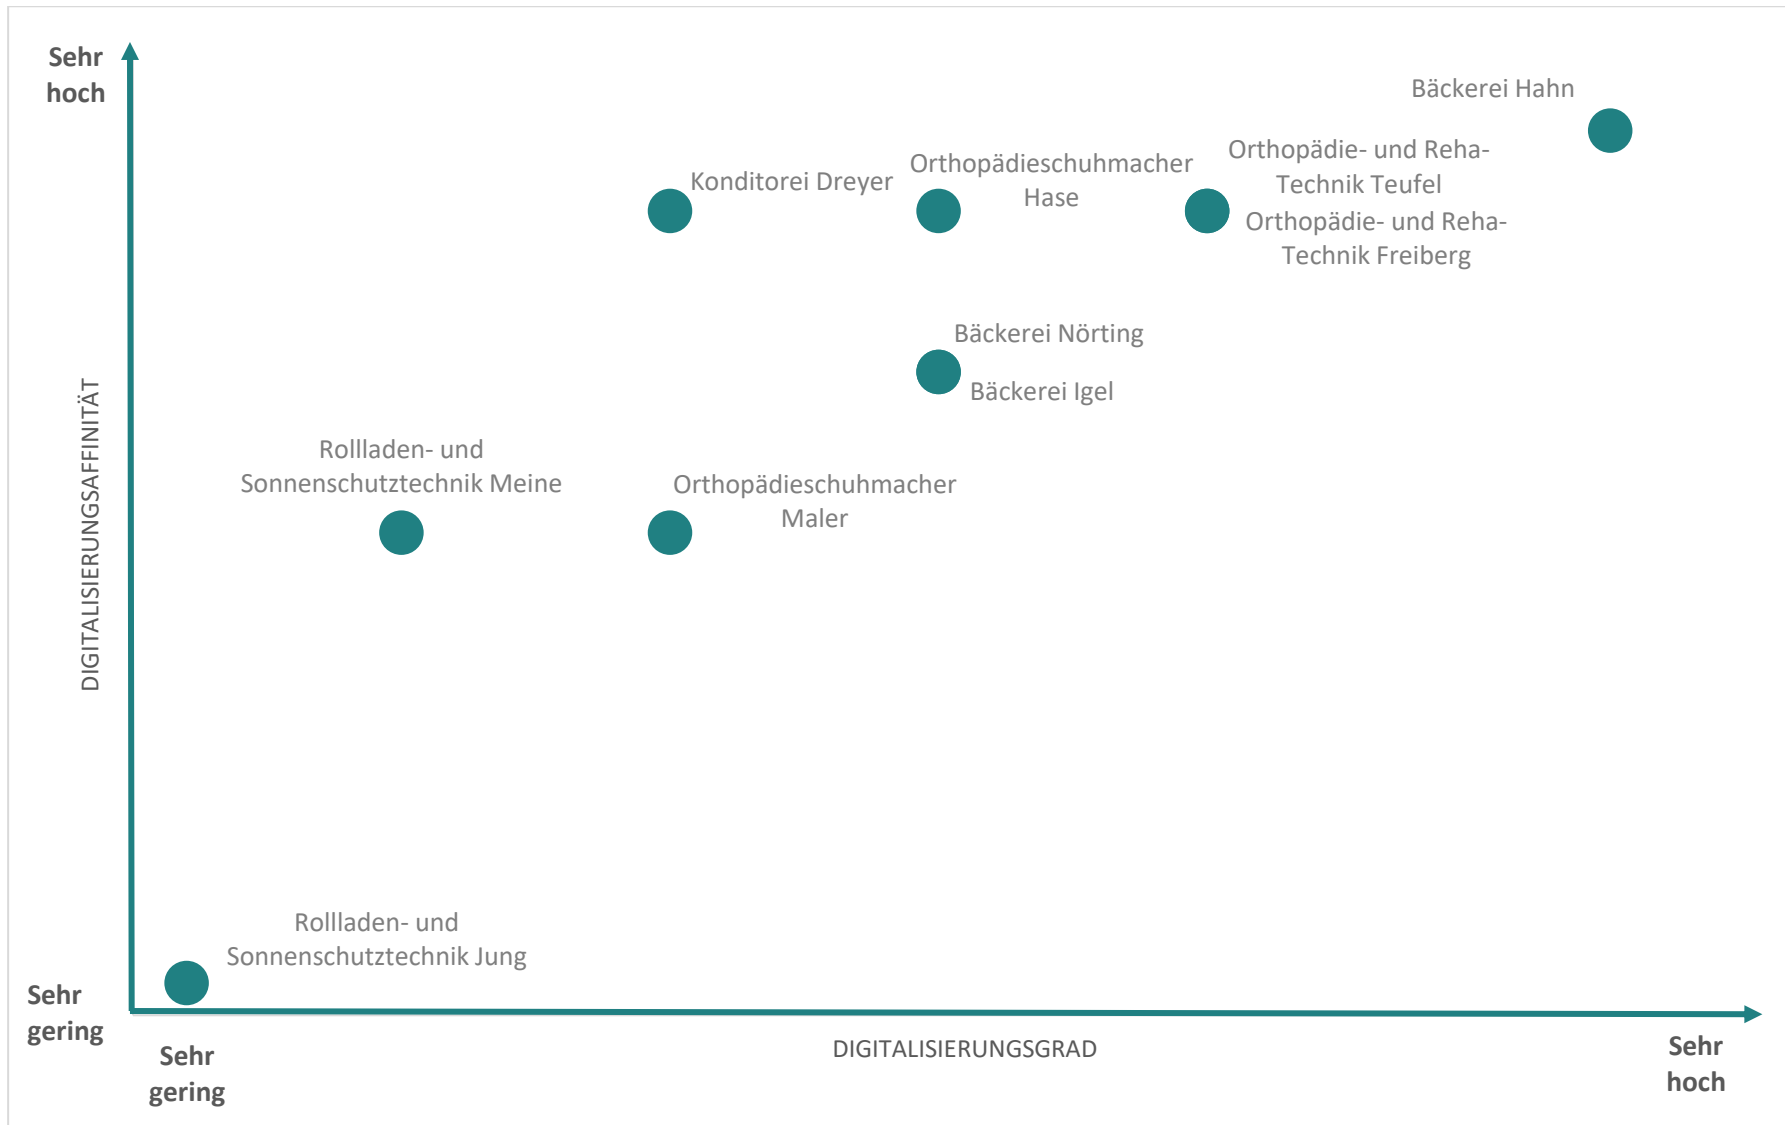 Sehr
hoch
Bäckerei Hahn
Orthopädie- und Reha-
Technik Teufel
Orthopädieschuhmacher
Hase
Konditorei Dreyer
Orthopädie- und Reha-
Technik Freiberg
Bäckerei Nörting
Bäckerei Igel
DIGITALISIERUNGSAFFINITÄT
Rollladen- und
Sonnenschutztechnik Meine
Orthopädieschuhmacher
Maler
Rollladen- und
Sonnenschutztechnik Jung
Sehr
gering
Sehr
gering
DIGITALISIERUNGSGRAD
Sehr
hoch